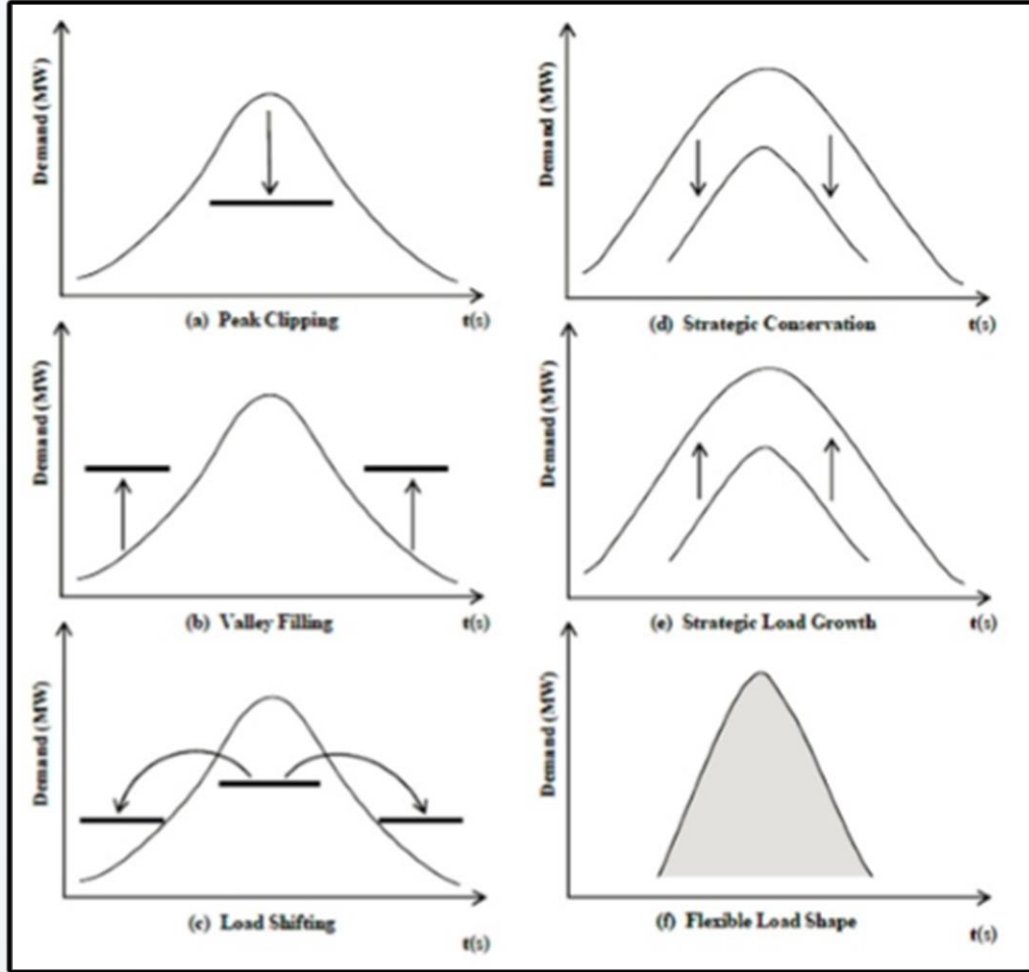 Demand (MW)
(a) Peak Clipping
t(s)
Demand (MW)
(d) Strategic Conservation
t(s)
Demand (MW)
(b) Valley Filling
t(s)
Demand (MW)
(e) Strategic Load Growth
t(s)
Demand (MW)
(c) Load Shifting
t(s)
Demand (MW)
(f) Flexible Load Shape
t(s)